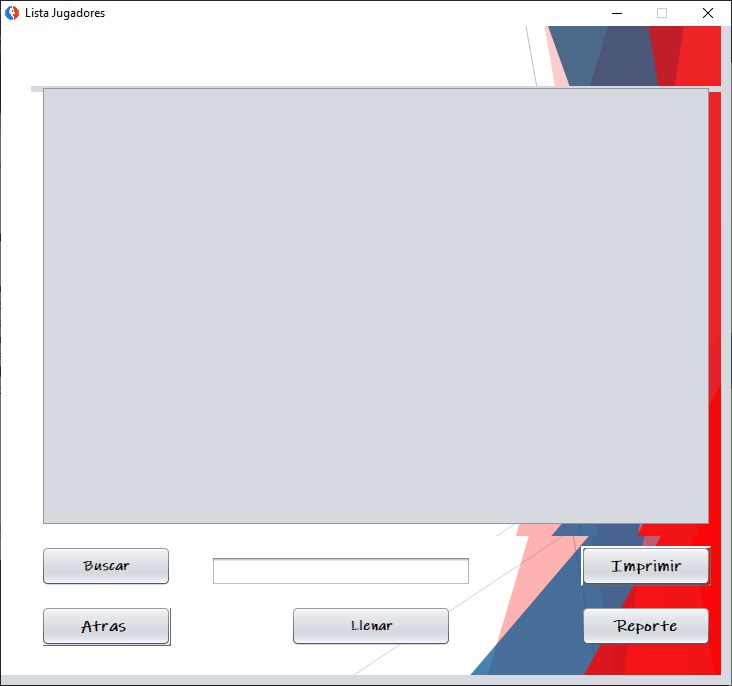 Lista Jugadores
Buscar
Imprimir
Atras
Llenar
Reporte